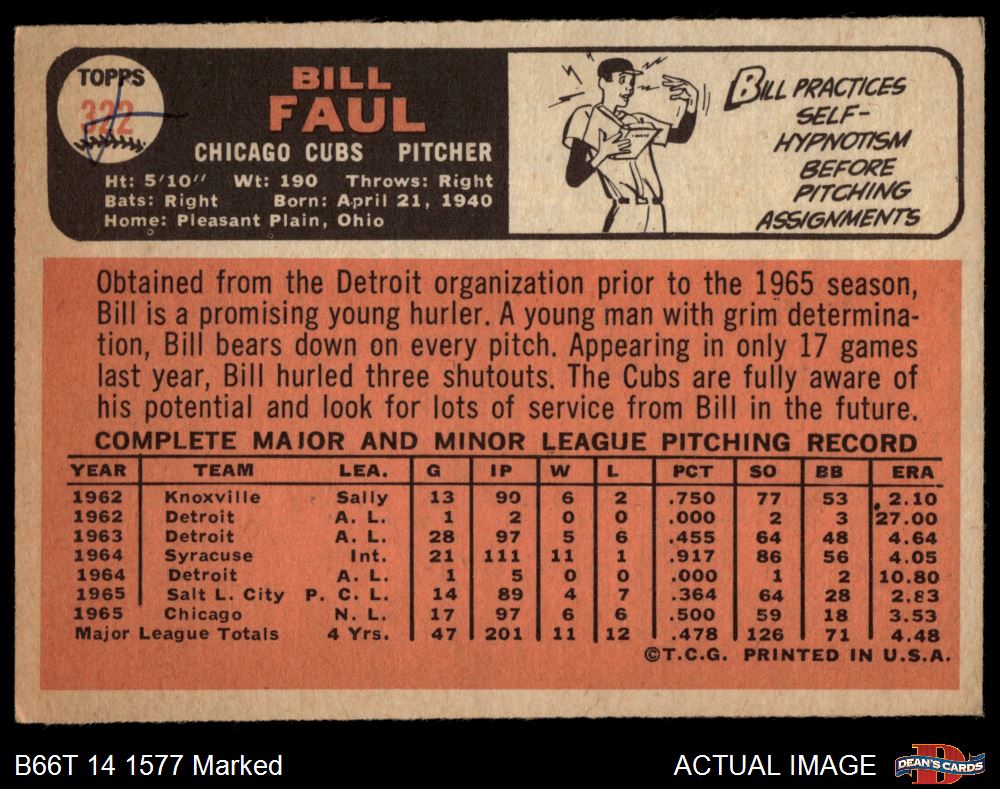 TOPPS
322
BILL
FAUL
CHICAGO CUBS PITCHER
Ht: 5'10" Wt: 190 Throws: Right
Bats: Right Born: April 21, 1940
Home: Pleasant Plain, Ohio
BILL PRACTICES
SELF-
HYPNOTISM
BEFORE
PITCHING
ASSIGNMENTS
Obtained from the Detroit organization prior to the 1965 season,
Bill is a promising young hurler. A young man with grim determina-
tion, Bill bears down on every pitch. Appearing in only 17 games
last year, Bill hurled three shutouts. The Cubs are fully aware of
his potential and look for lots of service from Bill in the future.
COMPLETE MAJOR AND MINOR LEAGUE PITCHING RECORD
YEAR TEAM LEA. G IP W L PCT SO BB ERA
1962 Knoxville Sally 13 90 6 2 .750 77 53 2.10
1962 Detroit A. L. 1 2 0 0 .000 2 3 27.00
1963 Detroit A. L. 28 97 5 6 .455 64 48 4.64
1964 Syracuse Int. 21 111 11 1 .917 86 56 4.05
1964 Detroit A. L. 1 5 0 0 .000 1 2 10.80
1965 Salt L. City P. C. L. 14 89 4 7 .364 64 28 2.83
1965 Chicago N. L. 17 97 6 6 .500 59 18 3.53
Major League Totals 4 Yrs. 47 201 11 12 .478 126 71 4.48
©T.C.G. PRINTED IN U.S.A.
B66T 14 1577 Marked
ACTUAL IMAGE
DEAN'S CARDS